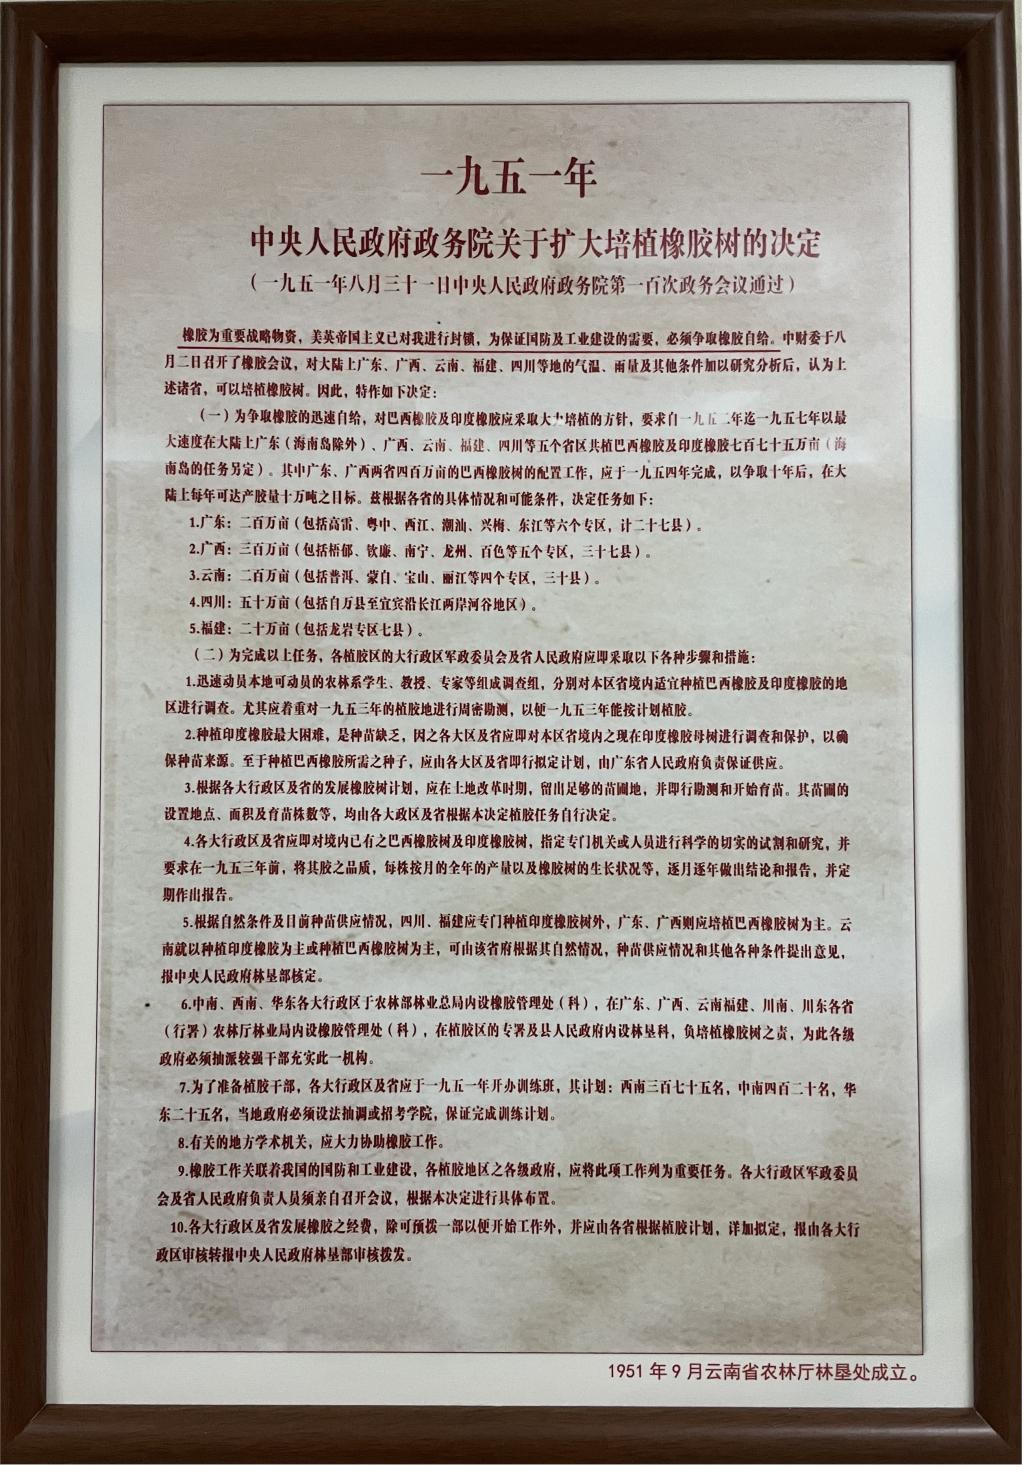 一九五一年
中央人民政府政务院关于扩大培植橡胶树的决定
（一九五一年八月三十一日中央人民政府政务院第一百次政务会议通过）
橡胶为重要战略物资，美英帝国主义已对我进行封锁，为保证国防及工业建设的需要，必须争取橡胶自给。中财委于八
月二日召开了橡胶会议，对大陆上广东、广西、云南、福建、四川等地的气温、雨量及其他条件加以研究分析后，认为上
述诸省，可以培植橡胶树。因此，特作如下决定：
（一）为争取橡胶的迅速自给，对巴西橡胶及印度橡胶应采取大力培植的方针，要求自一九五二年迄一九五七年以最
大速度在大陆上广东（海南岛除外）、广西、云南、福建、四川等五个省区共植巴西橡胶及印度橡胶七百七十五万亩（海
南岛的任务另定）。其中广东、广西两省四百万亩的巴西橡胶树的配置工作，应于一九五四年完成，以争取十年后，在大
陆上每年可达产胶量十万吨之目标。兹根据各省的具体情况和可能条件，决定任务如下：
1.广东：二百万亩（包括高雷、粤中、西江、潮汕、兴梅、东江等六个专区，计二十七县）。
2.广西：三百万亩（包括梧郁、钦廉、南宁、龙州、百色等五个专区，三十七县）。
3.云南：二百万亩（包括普洱、蒙自、宝山、丽江等四个专区，三十县）。
4.四川：五十万亩（包括自万县至宜宾沿长江两岸河谷地区）。
5.福建：二十万亩（包括龙岩专区七县）。
（二）为完成以上任务，各植胶区的大行政区军政委员会及省人民政府应即采取以下各种步骤和措施：
1.迅速动员本地可动员的农林系学生、教授、专家等组成调查组，分别对本区省境内适宜种植巴西橡胶及印度橡胶的地
区进行调查。尤其应着重对一九五三年的植胶地进行周密勘测，以便一九五三年能按计划植胶。
2.种植印度橡胶最大困难，是种苗缺乏，因之各大区及省应即对本区省境内之现在印度橡胶母树进行调查和保护，以确
保种苗来源。至于种植巴西橡胶所需之种子，应由各大区及省即行拟定计划，由广东省人民政府负责保证供应。
3.根据各大行政区及省的发展橡胶树计划，应在土地改革时期，留出足够的苗圃地，并即行勘测和开始育苗。其苗圃的
设置地点、面积及育苗株数等，均由各大政区及省根据本决定植胶任务自行决定。
4.各大行政区及省应即对境内已有之巴西橡胶树及印度橡胶树，指定专门机关或人员进行科学的切实的试割和研究，并
要求在一九五三年前，将其胶之品质，每株按月的全年的产量以及橡胶树的生长状况等，逐月逐年做出结论和报告，并定
期作出报告。
5.根据自然条件及目前种苗供应情况，四川、福建应专门种植印度橡胶树外，广东、广西则应培植巴西橡胶树为主。云
南就以种植印度橡胶为主或种植巴西橡胶树为主，可由该省府根据其自然情况，种苗供应情况和其他各种条件提出意见，
报中央人民政府林垦部核定。
6.中南、西南、华东各大行政区于农林部林业总局内设橡胶管理处（科），在广东、广西、云南福建、川南、川东各省
（行署）农林厅林业局内设橡胶管理处（科），在植胶区的专署及县人民政府内设林垦科，负培植橡胶树之责，为此各级
政府必须抽派较强干部充实此一机构。
7.为了准备植胶干部，各大行政区及省应于一九五一年开办训练班，其计划：西南三百七十五名，中南四百二十名，华
东二十五名，当地政府必须设法抽调或招考学院，保证完成训练计划。
8.有关的地方学术机关，应大力协助橡胶工作。
9.橡胶工作关联着我国的国防和工业建设，各植胶地区之各级政府，应将此项工作列为重要任务。各大行政区军政委员
会及省人民政府负责人员须亲自召开会议，根据本决定进行具体布置。
10.各大行政区及省发展橡胶之经费，除可预拨一部以便开始工作外，并应由各省根据植胶计划，详加拟定，报由各大行
政区审核转报中央人民政府林垦部审核拨发。
1951年9月云南省农林厅林垦处成立。